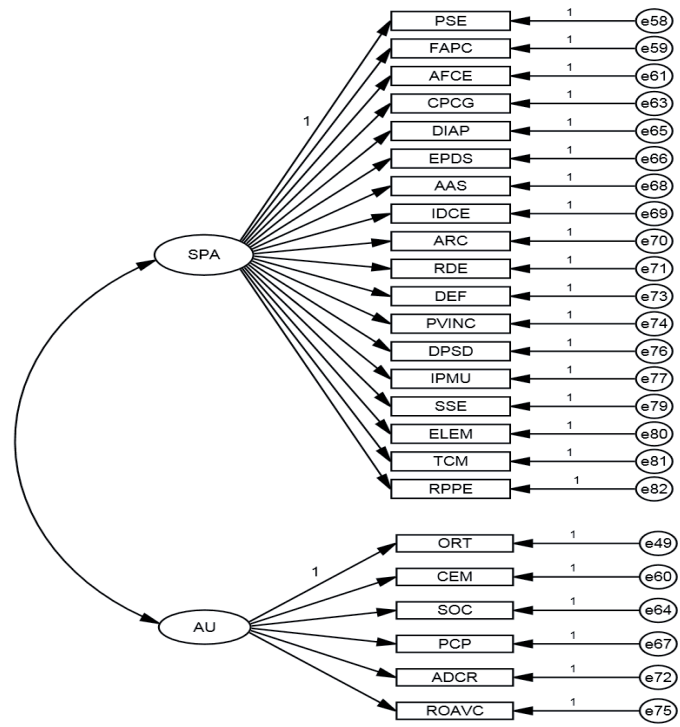 PSE 1 e58
FAPC 1 e59
AFCE 1 e61
1 CPCG 1 e63
DIAP 1 e65
EPDS 1 e66
AAS 1 e68
IDCE 1 e69
SPA ARC 1 e70
RDE 1 e71
DEF 1 e73
PVINC 1 e74
DPSD 1 e76
IPMU 1 e77
SSE 1 e79
ELEM 1 e80
TCM 1 e81
RPPE 1 e82
ORT 1 e49
1 CEM 1 e60
SOC 1 e64
AU PCP 1 e67
ADCR 1 e72
ROAVC 1 e75